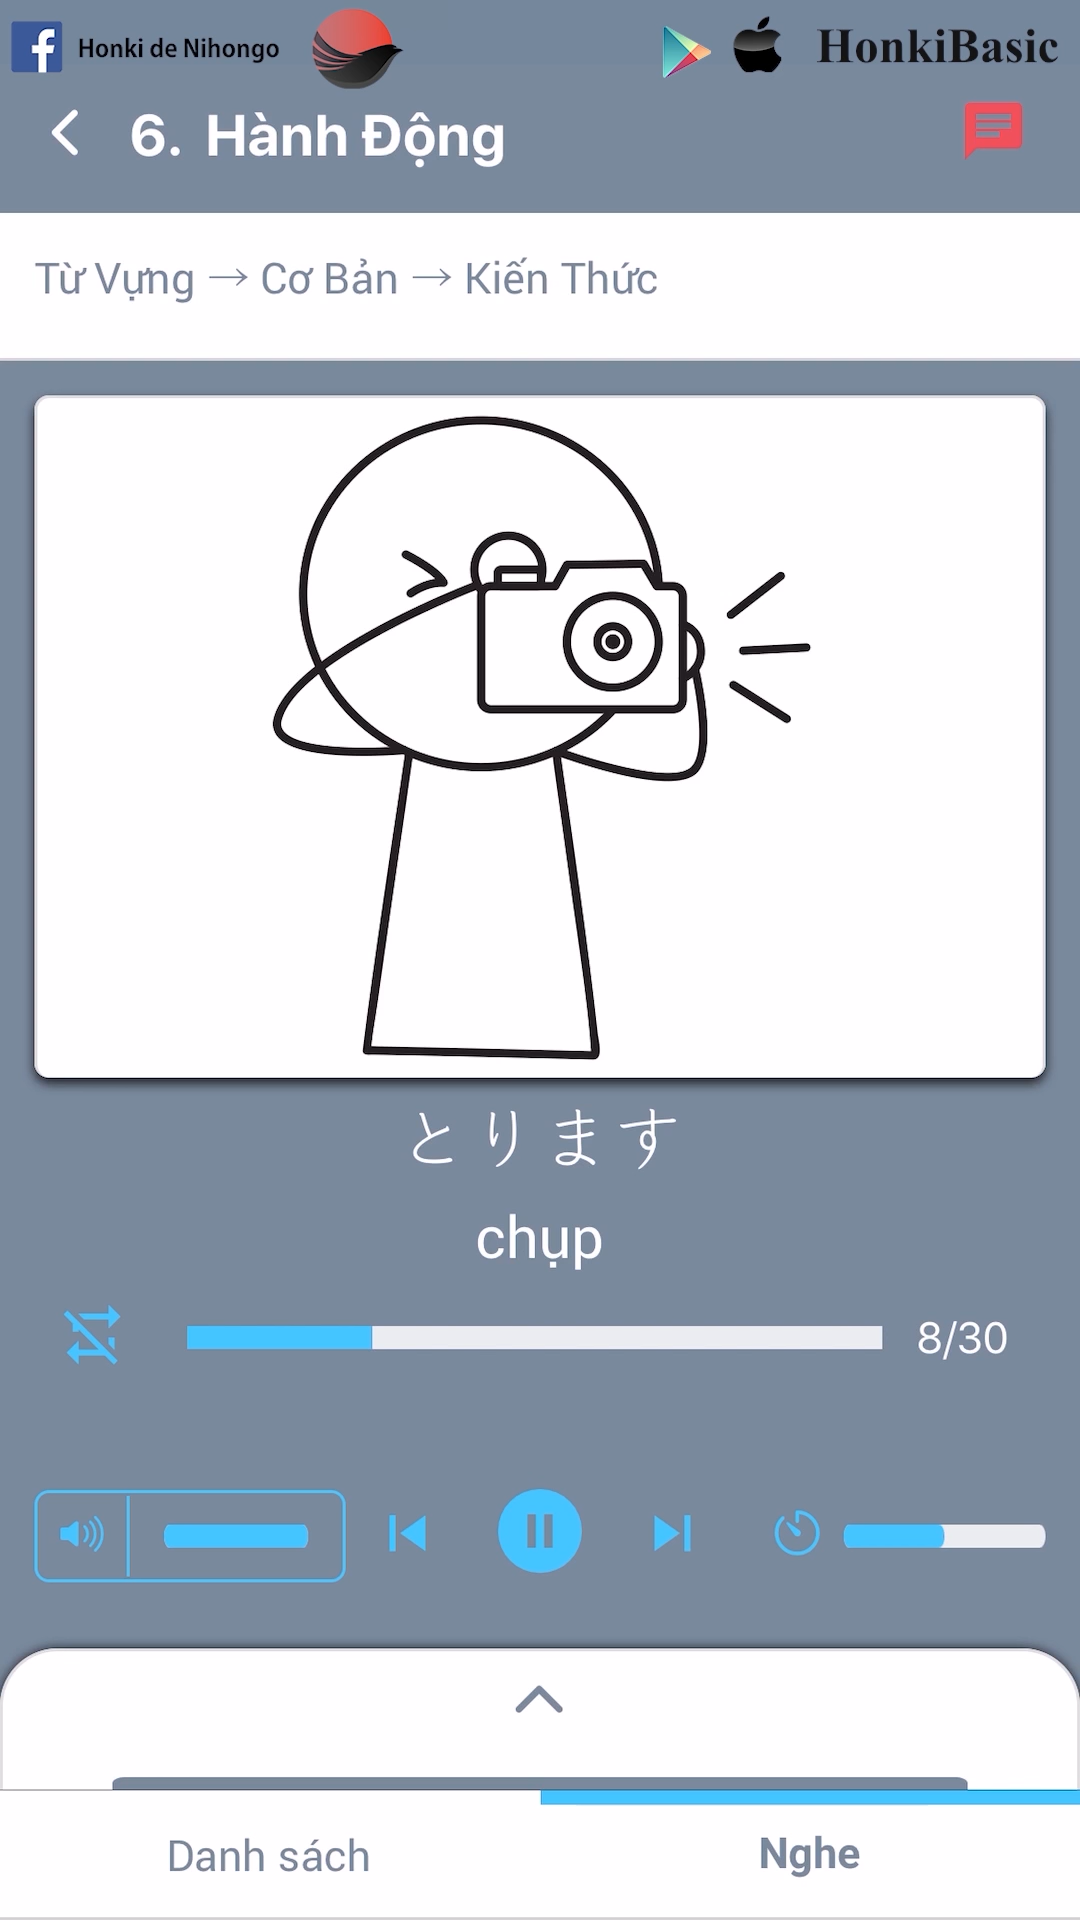 Honki de Nihongo
HonkiBasic
6. Hành Động
Từ Vựng → Cơ Bản → Kiến Thức
とります
chụp
8/30
Danh sách
Nghe